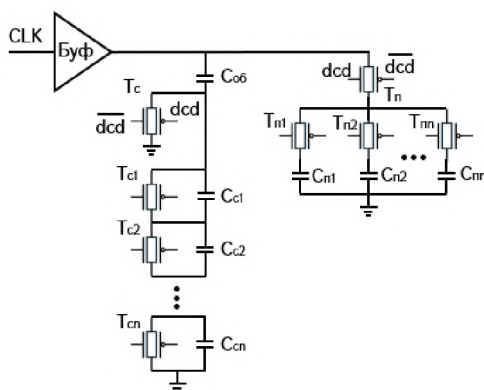 CLK
Буф
Tс
Cоб
dcd
dcd
dcd
dcd
Tп
Tп1
Tп2
Tпn
Cп1
Cп2
Cпn
Tс1
Cс1
Tс2
Cс2
Tсn
Cсn